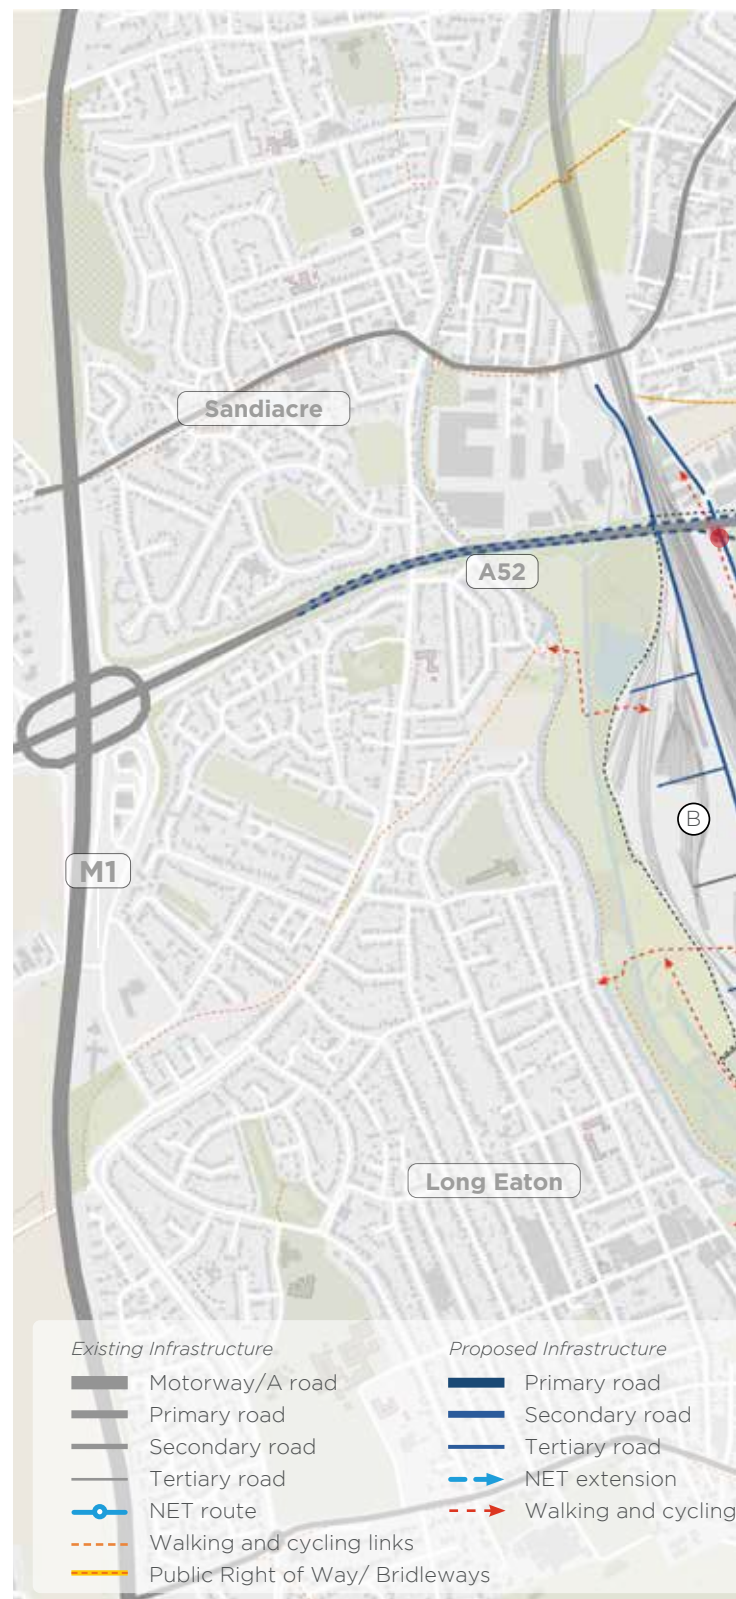 Sandiacre
A52
B
M1
Long Eaton
Existing Infrastructure
Motorway/A road
Primary road
Secondary road
Tertiary road
NET route
Walking and cycling links
Public Right of Way/ Bridleways
Proposed Infrastructure
Primary road
Secondary road
Tertiary road
NET extension
Walking and cycling